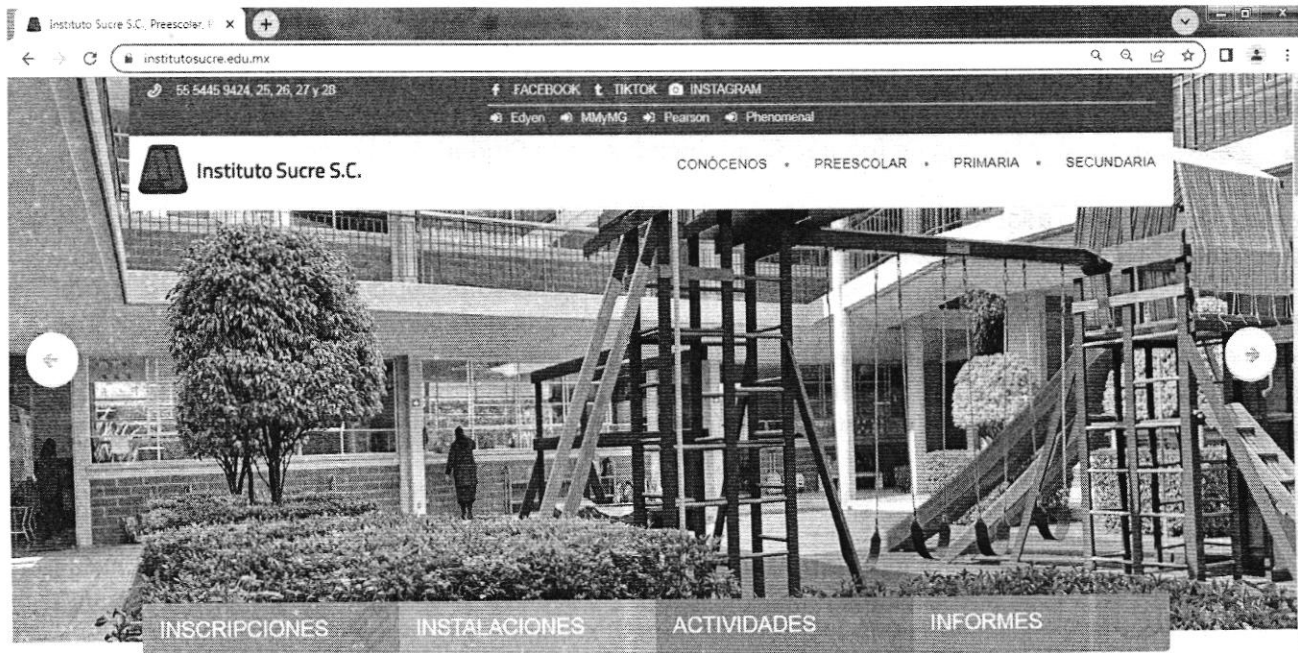 Instituto Sucre S.C., Preescolar,
institutosucre.edu.mx
55 5445 9424, 25, 26, 27 y 28
FACEBOOK TIKTOK INSTAGRAM
Edyen MMyMG Pearson Phenomenal
Instituto Sucre S.C.
CONÓCENOS • PREESCOLAR • PRIMARIA • SECUNDARIA
INSCRIPCIONES INSTALACIONES ACTIVIDADES INFORMES